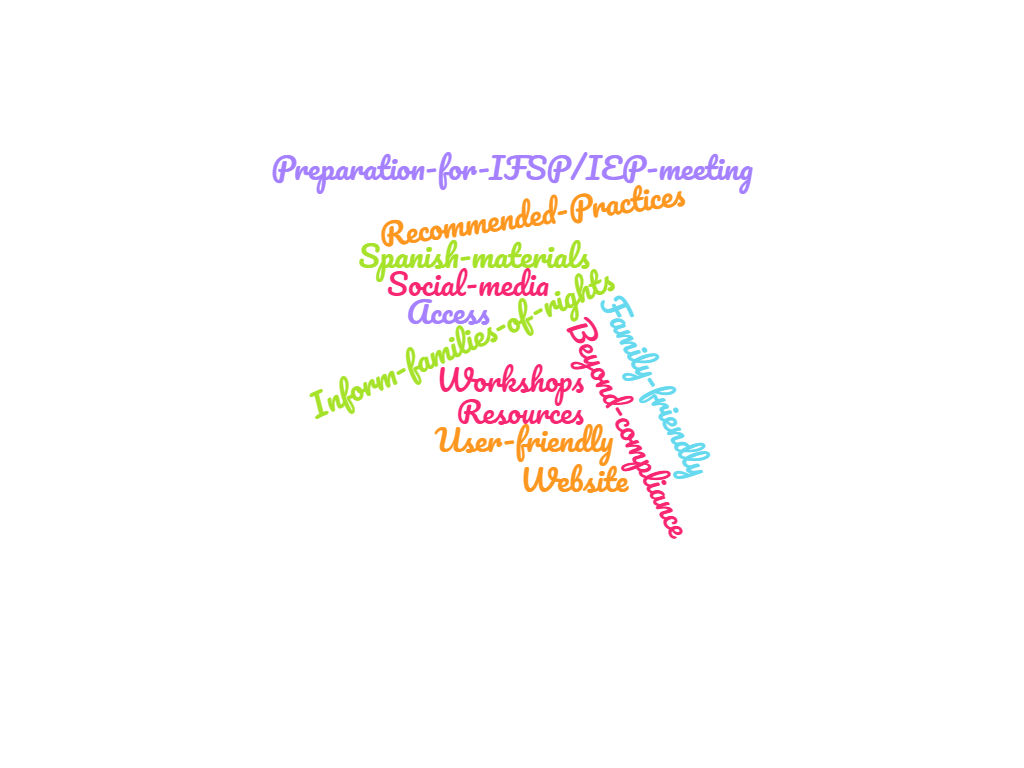 Preparation-for-IFSP/IEP-meeting
Recommended-Practices
Spanish-materials
Social-media
Access
Inform-families-of-rights
Family-friendly
Beyond-compliance
Workshops
Resources
User-friendly
Website